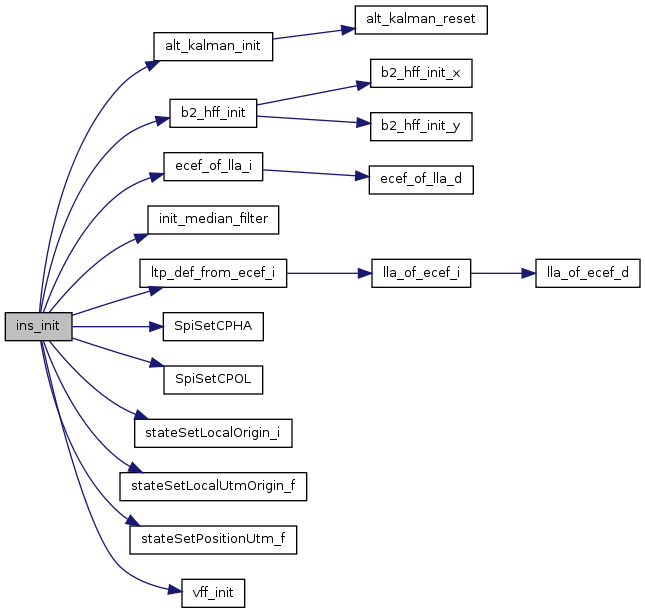 alt_kalman_reset
alt_kalman_init
b2_hff_init_x
b2_hff_init
b2_hff_init_y
ecef_of_lla_i
ecef_of_lla_d
init_median_filter
ltp_def_from_ecef_i
lla_of_ecef_i
lla_of_ecef_d
ins_init
SpiSetCPHA
SpiSetCPOL
stateSetLocalOrigin_i
stateSetLocalUtmOrigin_f
stateSetPositionUtm_f
vff_init